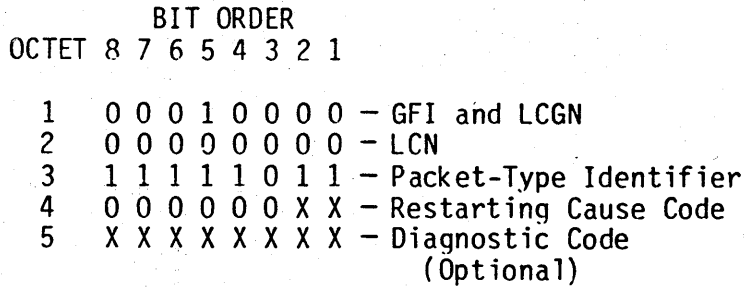 BIT ORDER
OCTET 8 7 6 5 4 3 2 1
1 0 0 0 1 0 0 0 0 — GFI and LCGN
2 0 0 0 0 0 0 0 0 — LCN
3 1 1 1 1 1 0 1 1 — Packet-Type Identifier
4 0 0 0 0 0 0 X X — Restarting Cause Code
5 X X X X X X X X — Diagnostic Code
(Optional)